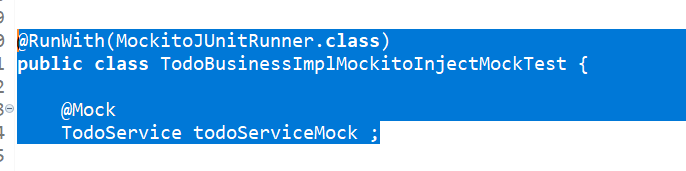 @RunWith(MockitoJUnitRunner.class)
public class TodoBusinessImplMockitoInjectMockTest {
@Mock
TodoService todoServiceMock ;